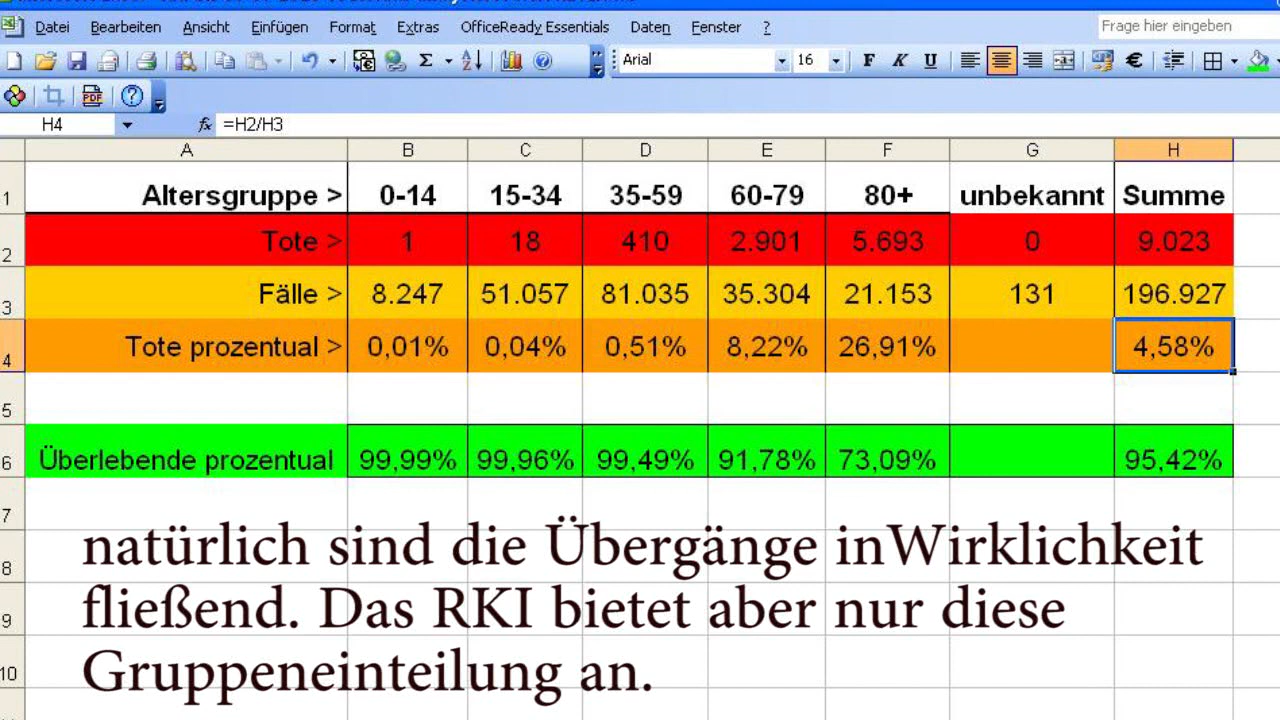 Datei Bearbeiten Ansicht Einfügen Format Extras OfficeReady Essentials Daten Fenster ? Frage hier eingeben
Arial 16 F K U €
PDF
H4 fx =H2/H3
A B C D E F G H
1 Altersgruppe > 0-14 15-34 35-59 60-79 80+ unbekannt Summe
2 Tote > 1 18 410 2.901 5.693 0 9.023
3 Fälle > 8.247 51.057 81.035 35.304 21.153 131 196.927
4 Tote prozentual > 0,01% 0,04% 0,51% 8,22% 26,91% 4,58%
5
6 Überlebende prozentual 99,99% 99,96% 99,49% 91,78% 73,09% 95,42%
7
natürlich sind die Übergänge inWirklichkeit
8
fließend. Das RKI bietet aber nur diese
9
Gruppeneinteilung an.
10